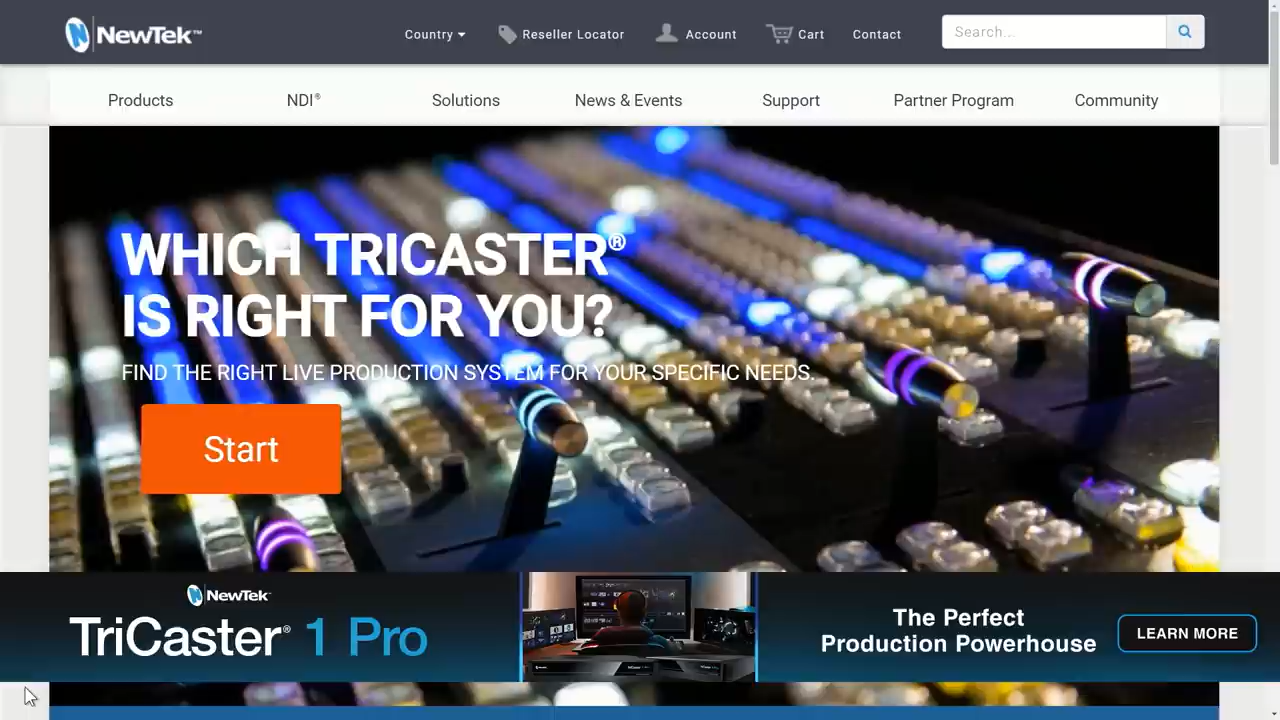 NewTek™
Country
Reseller Locator
Account
Cart
Contact
Search...
Products
NDI®
Solutions
News & Events
Support
Partner Program
Community
WHICH TRICASTER®
IS RIGHT FOR YOU?
FIND THE RIGHT LIVE PRODUCTION SYSTEM FOR YOUR SPECIFIC NEEDS.
Start
NewTek™
TriCaster® 1 Pro
The Perfect
Production Powerhouse
LEARN MORE